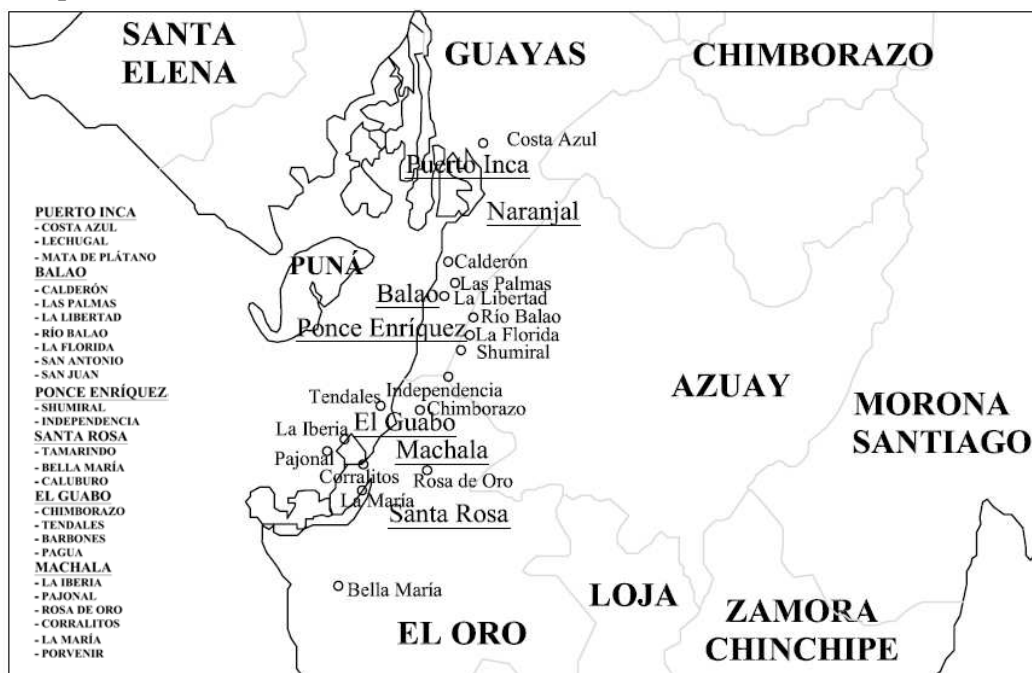 SANTA
ELENA
GUAYAS
CHIMBORAZO
Costa Azul
Puerto Inca
Naranjal
PUERTO INCA
- COSTA AZUL
- LECHUGAL
- MATA DE PLÁTANO
BALAO
- CALDERÓN
- LAS PALMAS
- LA LIBERTAD
- RÍO BALAO
- LA FLORIDA
- SAN ANTONIO
- SAN JUAN
PONCE ENRÍQUEZ
- SHUMIRAL
- INDEPENDENCIA
SANTA ROSA
- TAMARINDO
- BELLA MARÍA
- CALUBURO
EL GUABO
- CHIMBORAZO
- TENDALES
- BARBONES
- PAGUA
MACHALA
- LA IBERIA
- PAJONAL
- ROSA DE ORO
- CORRALITOS
- LA MARÍA
- PORVENIR
PUNÁ
Calderón
Las Palmas
Balao
La Libertad
Río Balao
Ponce Enríquez
La Florida
Shumiral
Independencia
Tendales
Chimborazo
El Guabo
La Iberia
Machala
Pajonal
Corralitos
Rosa de Oro
La María
Santa Rosa
Bella María
AZUAY
MORONA
SANTIAGO
LOJA
ZAMORA
CHINCHIPE
EL ORO